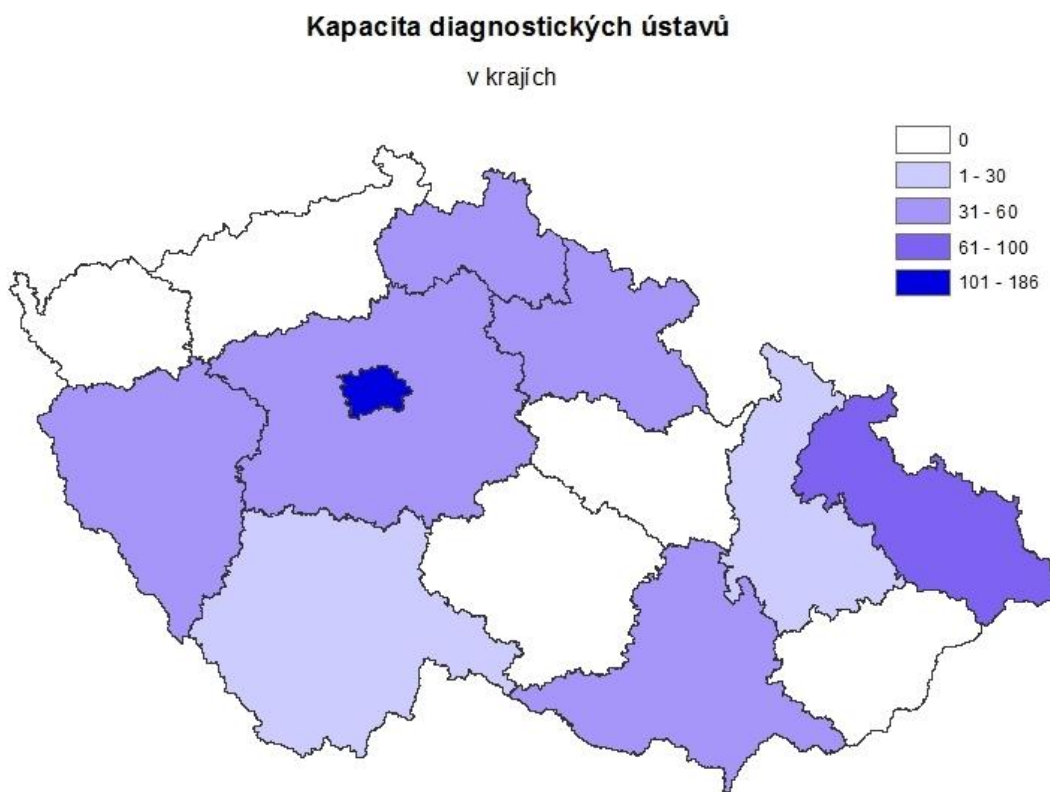 Kapacita diagnostických ústavů
v krajích
0
1 - 30
31 - 60
61 - 100
101 - 186